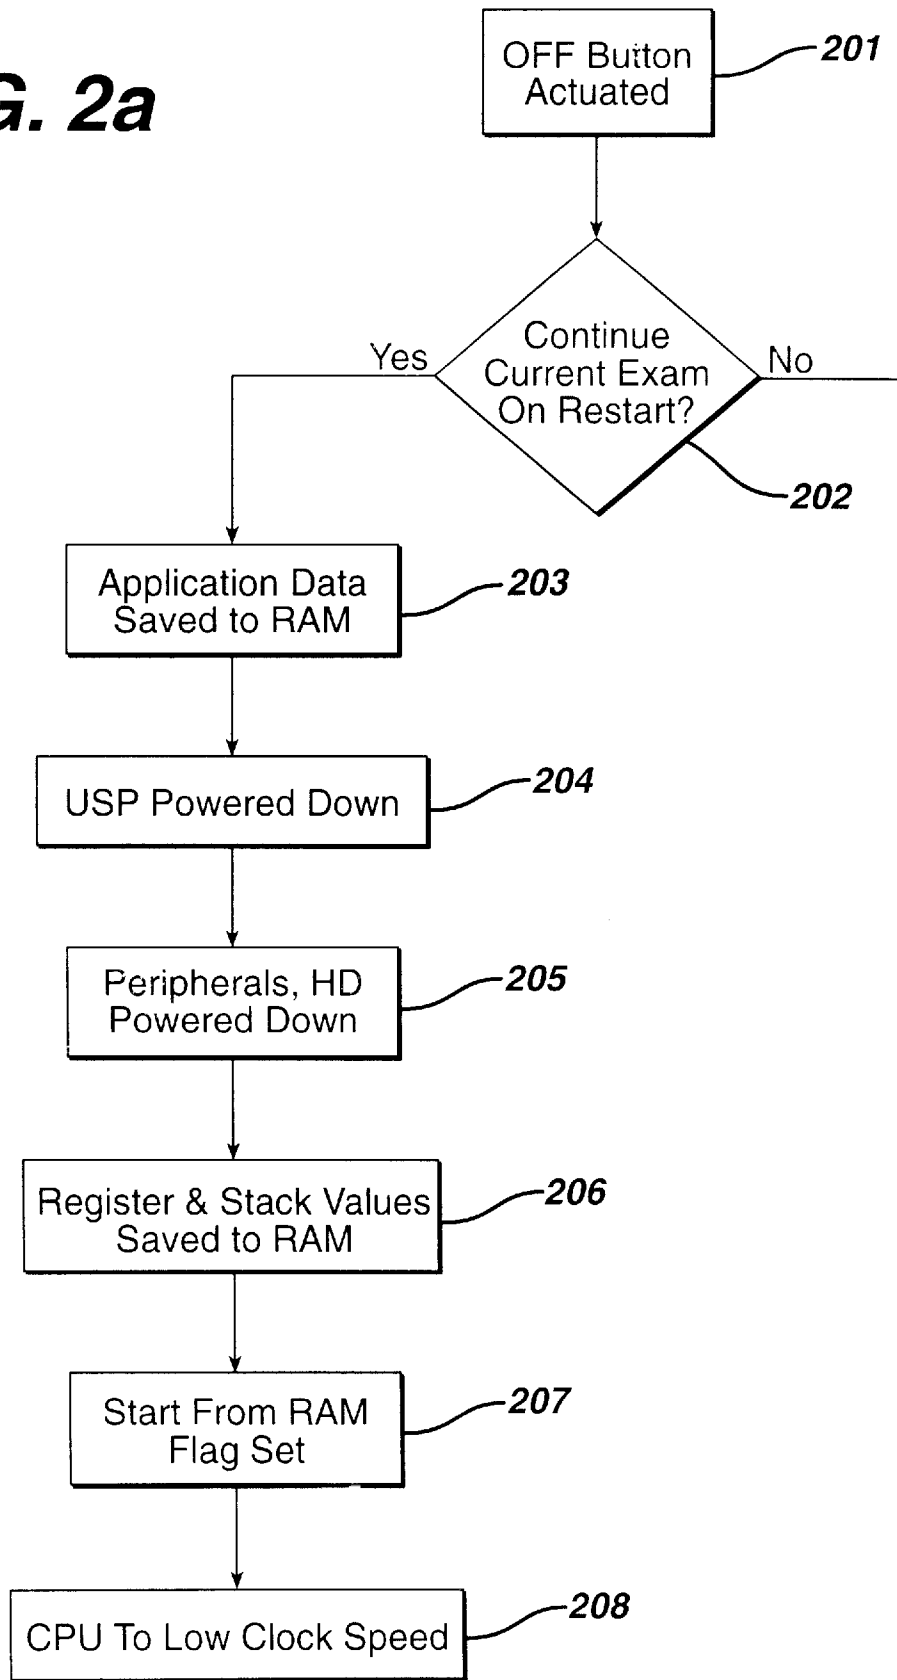 G. 2a
OFF Button
Actuated
201
Continue
Current Exam
On Restart?
Yes
No
202
Application Data
Saved to RAM
203
USP Powered Down
204
Peripherals, HD
Powered Down
205
Register & Stack Values
Saved to RAM
206
Start From RAM
Flag Set
207
CPU To Low Clock Speed
208